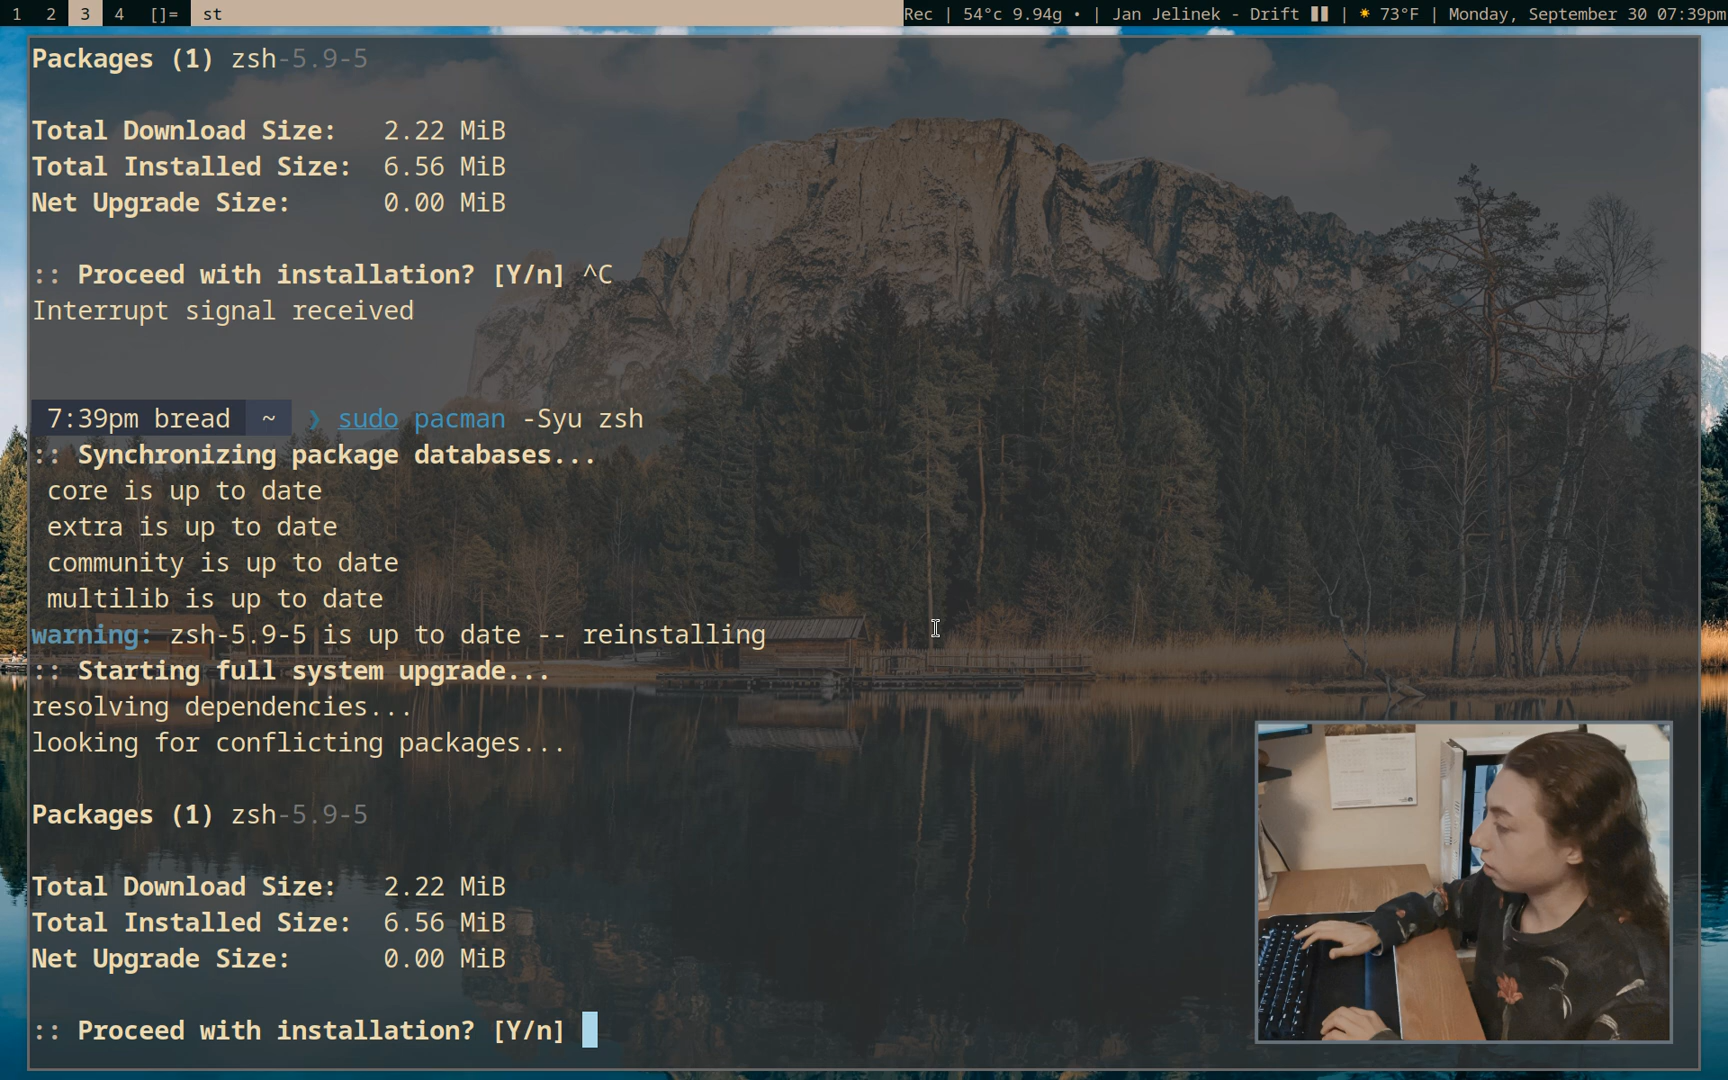 1 2 3 4 []= st Rec | 54°c 9.94g • | Jan Jelinek - Drift | 73°F | Monday, September 30 07:39pm
Packages (1) zsh-5.9-5
Total Download Size: 2.22 MiB
Total Installed Size: 6.56 MiB
Net Upgrade Size: 0.00 MiB
:: Proceed with installation? [Y/n] ^C
Interrupt signal received
7:39pm bread ~ ❯ sudo pacman -Syu zsh
:: Synchronizing package databases...
core is up to date
extra is up to date
community is up to date
multilib is up to date
warning: zsh-5.9-5 is up to date -- reinstalling
:: Starting full system upgrade...
resolving dependencies...
looking for conflicting packages...
Packages (1) zsh-5.9-5
Total Download Size: 2.22 MiB
Total Installed Size: 6.56 MiB
Net Upgrade Size: 0.00 MiB
:: Proceed with installation? [Y/n]